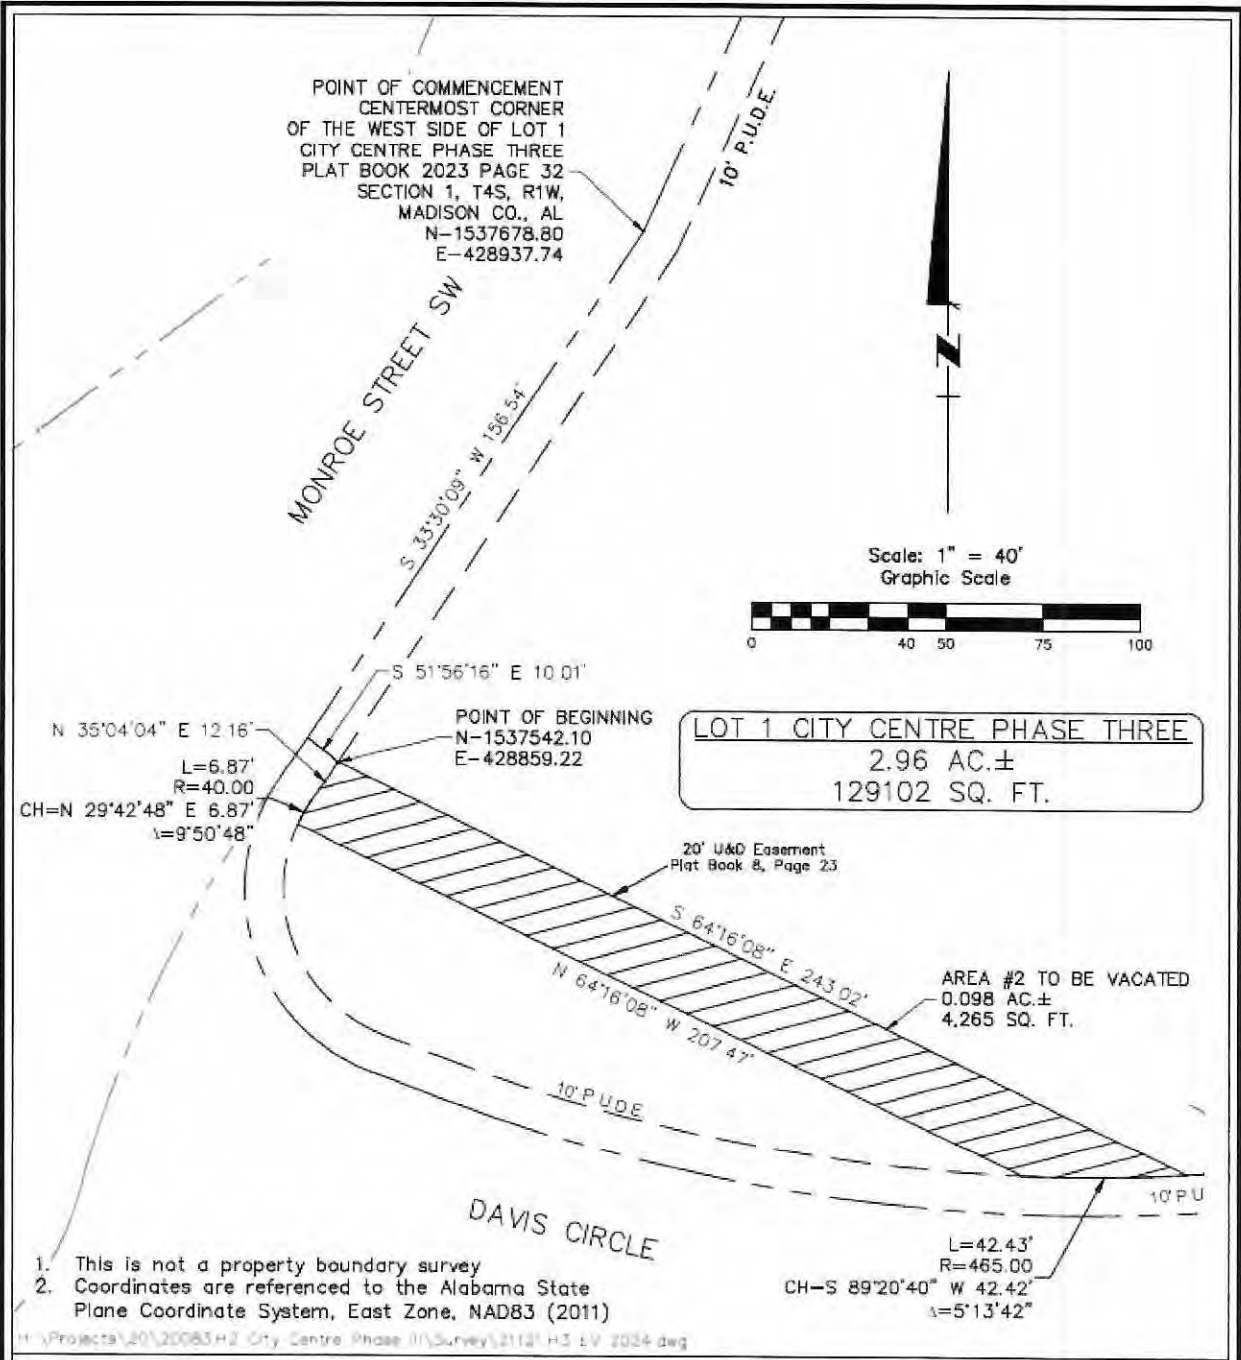 POINT OF COMMENCEMENT
CENTERMOST CORNER
OF THE WEST SIDE OF LOT 1
CITY CENTRE PHASE THREE
PLAT BOOK 2023 PAGE 32
SECTION 1, T4S, R1W,
MADISON CO., AL
N-1537678.80
E-428937.74
10' P.U.D.E.
MONROE STREET SW
S 33°30'09" W 156.54'
N
Scale: 1" = 40'
Graphic Scale
0 40 50 75 100
S 51°56'16" E 10.01'
N 35°04'04" E 12.16'
POINT OF BEGINNING
N-1537542.10
E-428859.22
L=6.87'
R=40.00
CH=N 29°42'48" E 6.87'
Δ=9°50'48"
LOT 1 CITY CENTRE PHASE THREE
2.96 AC.±
129102 SQ. FT.
20' U&D Easement
Plat Book 8, Page 23
S 64°16'08" E 243.02'
N 64°16'08" W 207.47'
AREA #2 TO BE VACATED
0.098 AC.±
4,265 SQ. FT.
10' PUDE
10' PU
DAVIS CIRCLE
L=42.43'
R=465.00
CH-S 89°20'40" W 42.42'
Δ=5°13'42"
1. This is not a property boundary survey
2. Coordinates are referenced to the Alabama State
Plane Coordinate System, East Zone, NAD83 (2011)
City Centre Phase
2024.dwg